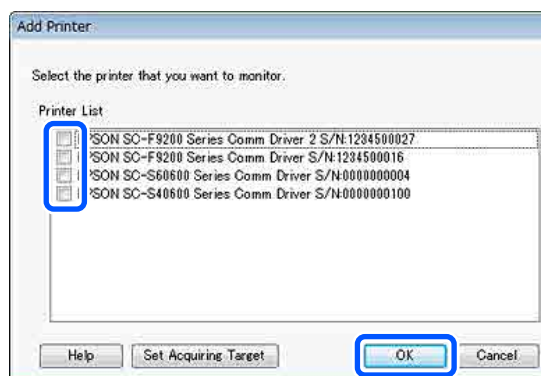 Add Printer
Select the printer that you want to monitor.
Printer List
PSON SC-F9200 Series Comm Driver 2 S/N:1234500027
PSON SC-F9200 Series Comm Driver S/N:1234500016
PSON SC-S60600 Series Comm Driver S/N:0000000004
PSON SC-S40600 Series Comm Driver S/N:0000000100
Help Set Acquiring Target OK Cancel